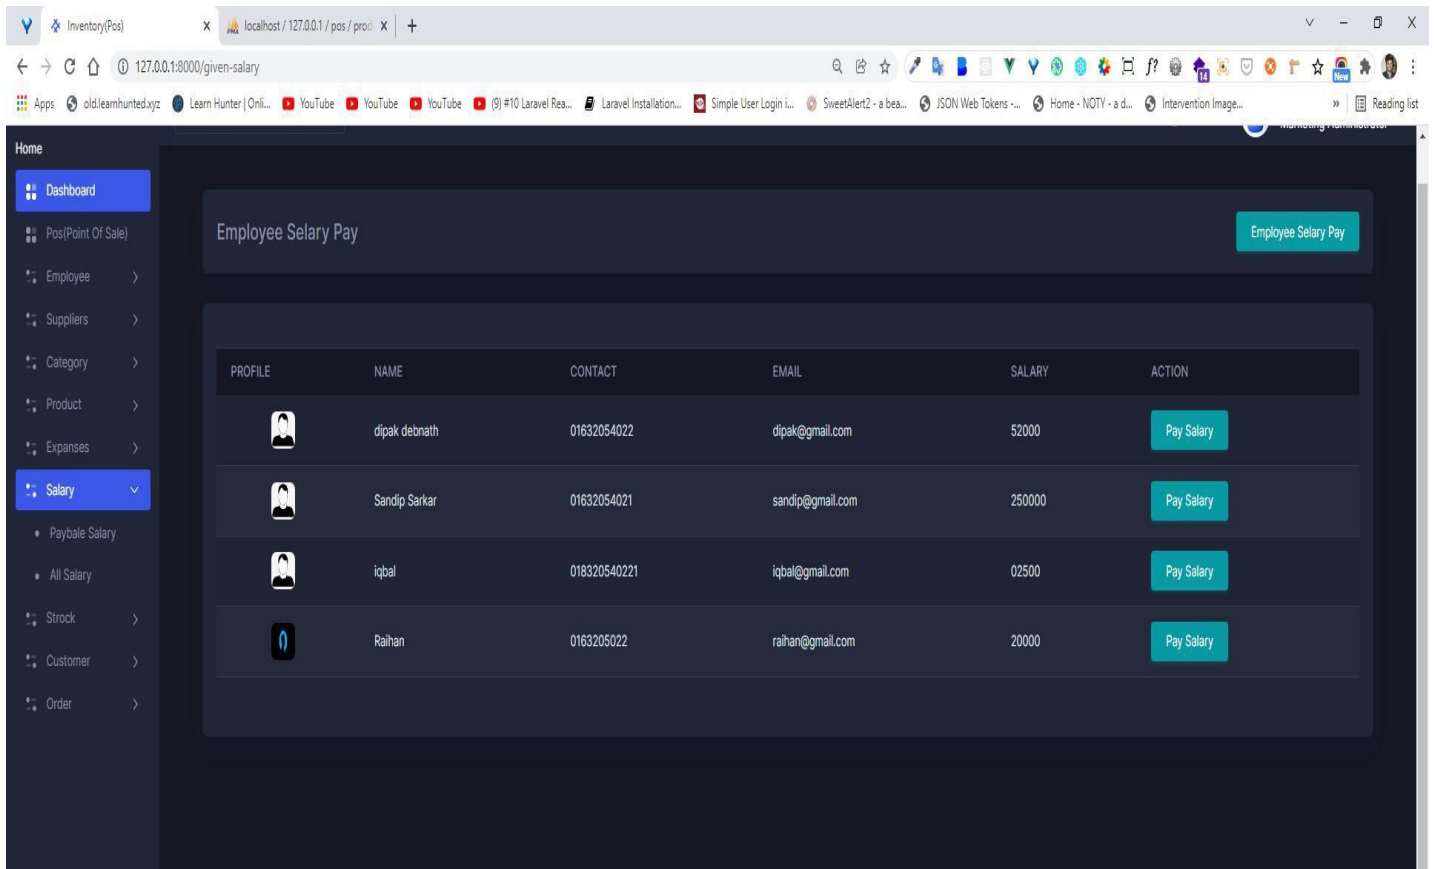 Inventory(Pos) localhost / 127.0.0.1 / pos / prod
127.0.0.1:8000/given-salary
Apps old.learnhunted.xyz Learn Hunter | Onli... YouTube YouTube YouTube (9) #10 Laravel Rea... Laravel Installation... Simple User Login i... SweetAlert2 - a bea... JSON Web Tokens -... Home - NOTY - a d... Intervention Image... » Reading list
14 New
Marketing Administrator
Home
Dashboard
Pos(Point Of Sale)
Employee
Suppliers
Category
Product
Expanses
Salary
Paybale Salary
All Salary
Strock
Customer
Order
Employee Selary Pay Employee Selary Pay
PROFILE NAME CONTACT EMAIL SALARY ACTION
dipak debnath 01632054022 dipak@gmail.com 52000 Pay Salary
Sandip Sarkar 01632054021 sandip@gmail.com 250000 Pay Salary
iqbal 018320540221 iqbal@gmail.com 02500 Pay Salary
Raihan 0163205022 raihan@gmail.com 20000 Pay Salary